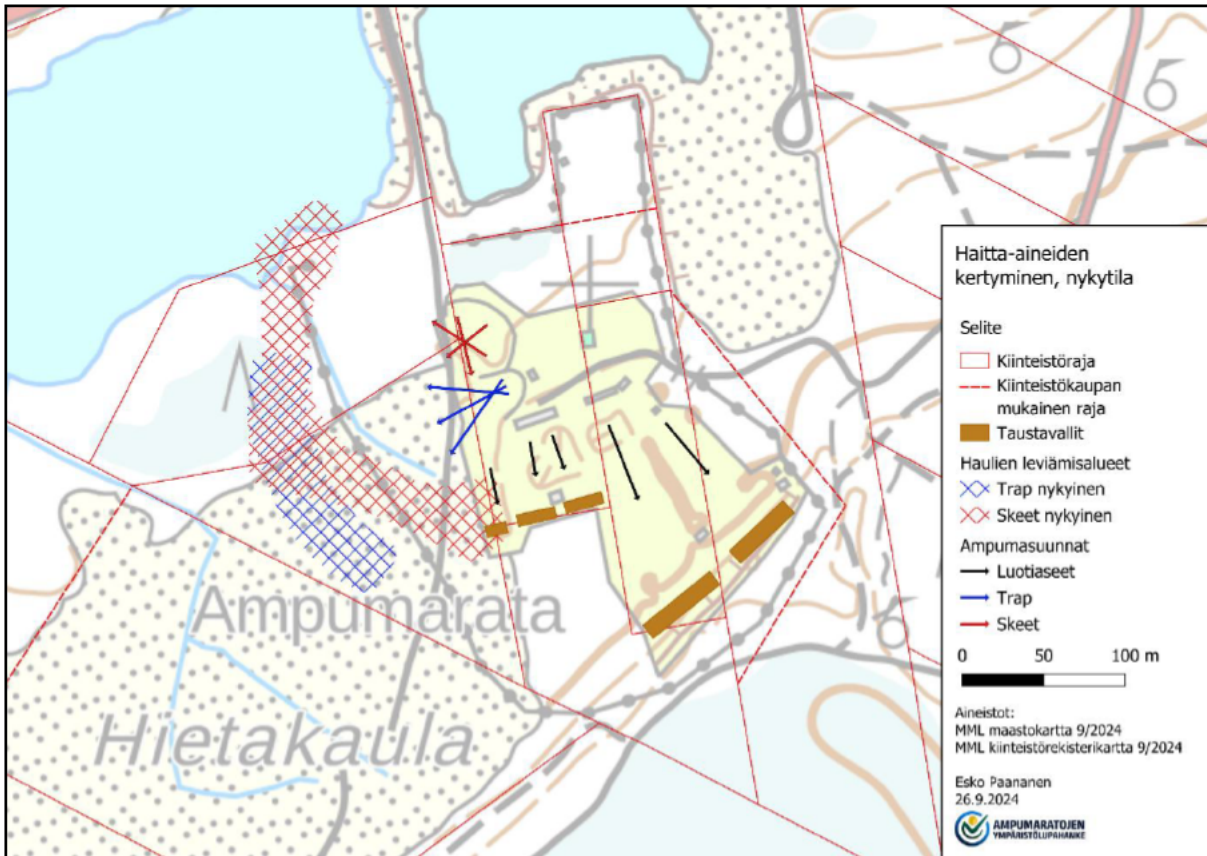 Ampumarata
Hietakaula
Haitta-aineiden
kertyminen, nykytila
Selite
Kiinteistöraja
Kiinteistökaupan
mukainen raja
Taustavallit
Haulien leviämisalueet
Trap nykyinen
Skeet nykyinen
Ampumasuunnat
Luotiaseet
Trap
Skeet
0 50 100 m
Aineistot:
MML maastokartta 9/2024
MML kiinteistörekisterikartta 9/2024
Esko Paananen
26.9.2024
AMPUMARATOJEN
YMPÄRISTÖLUPAHANKE